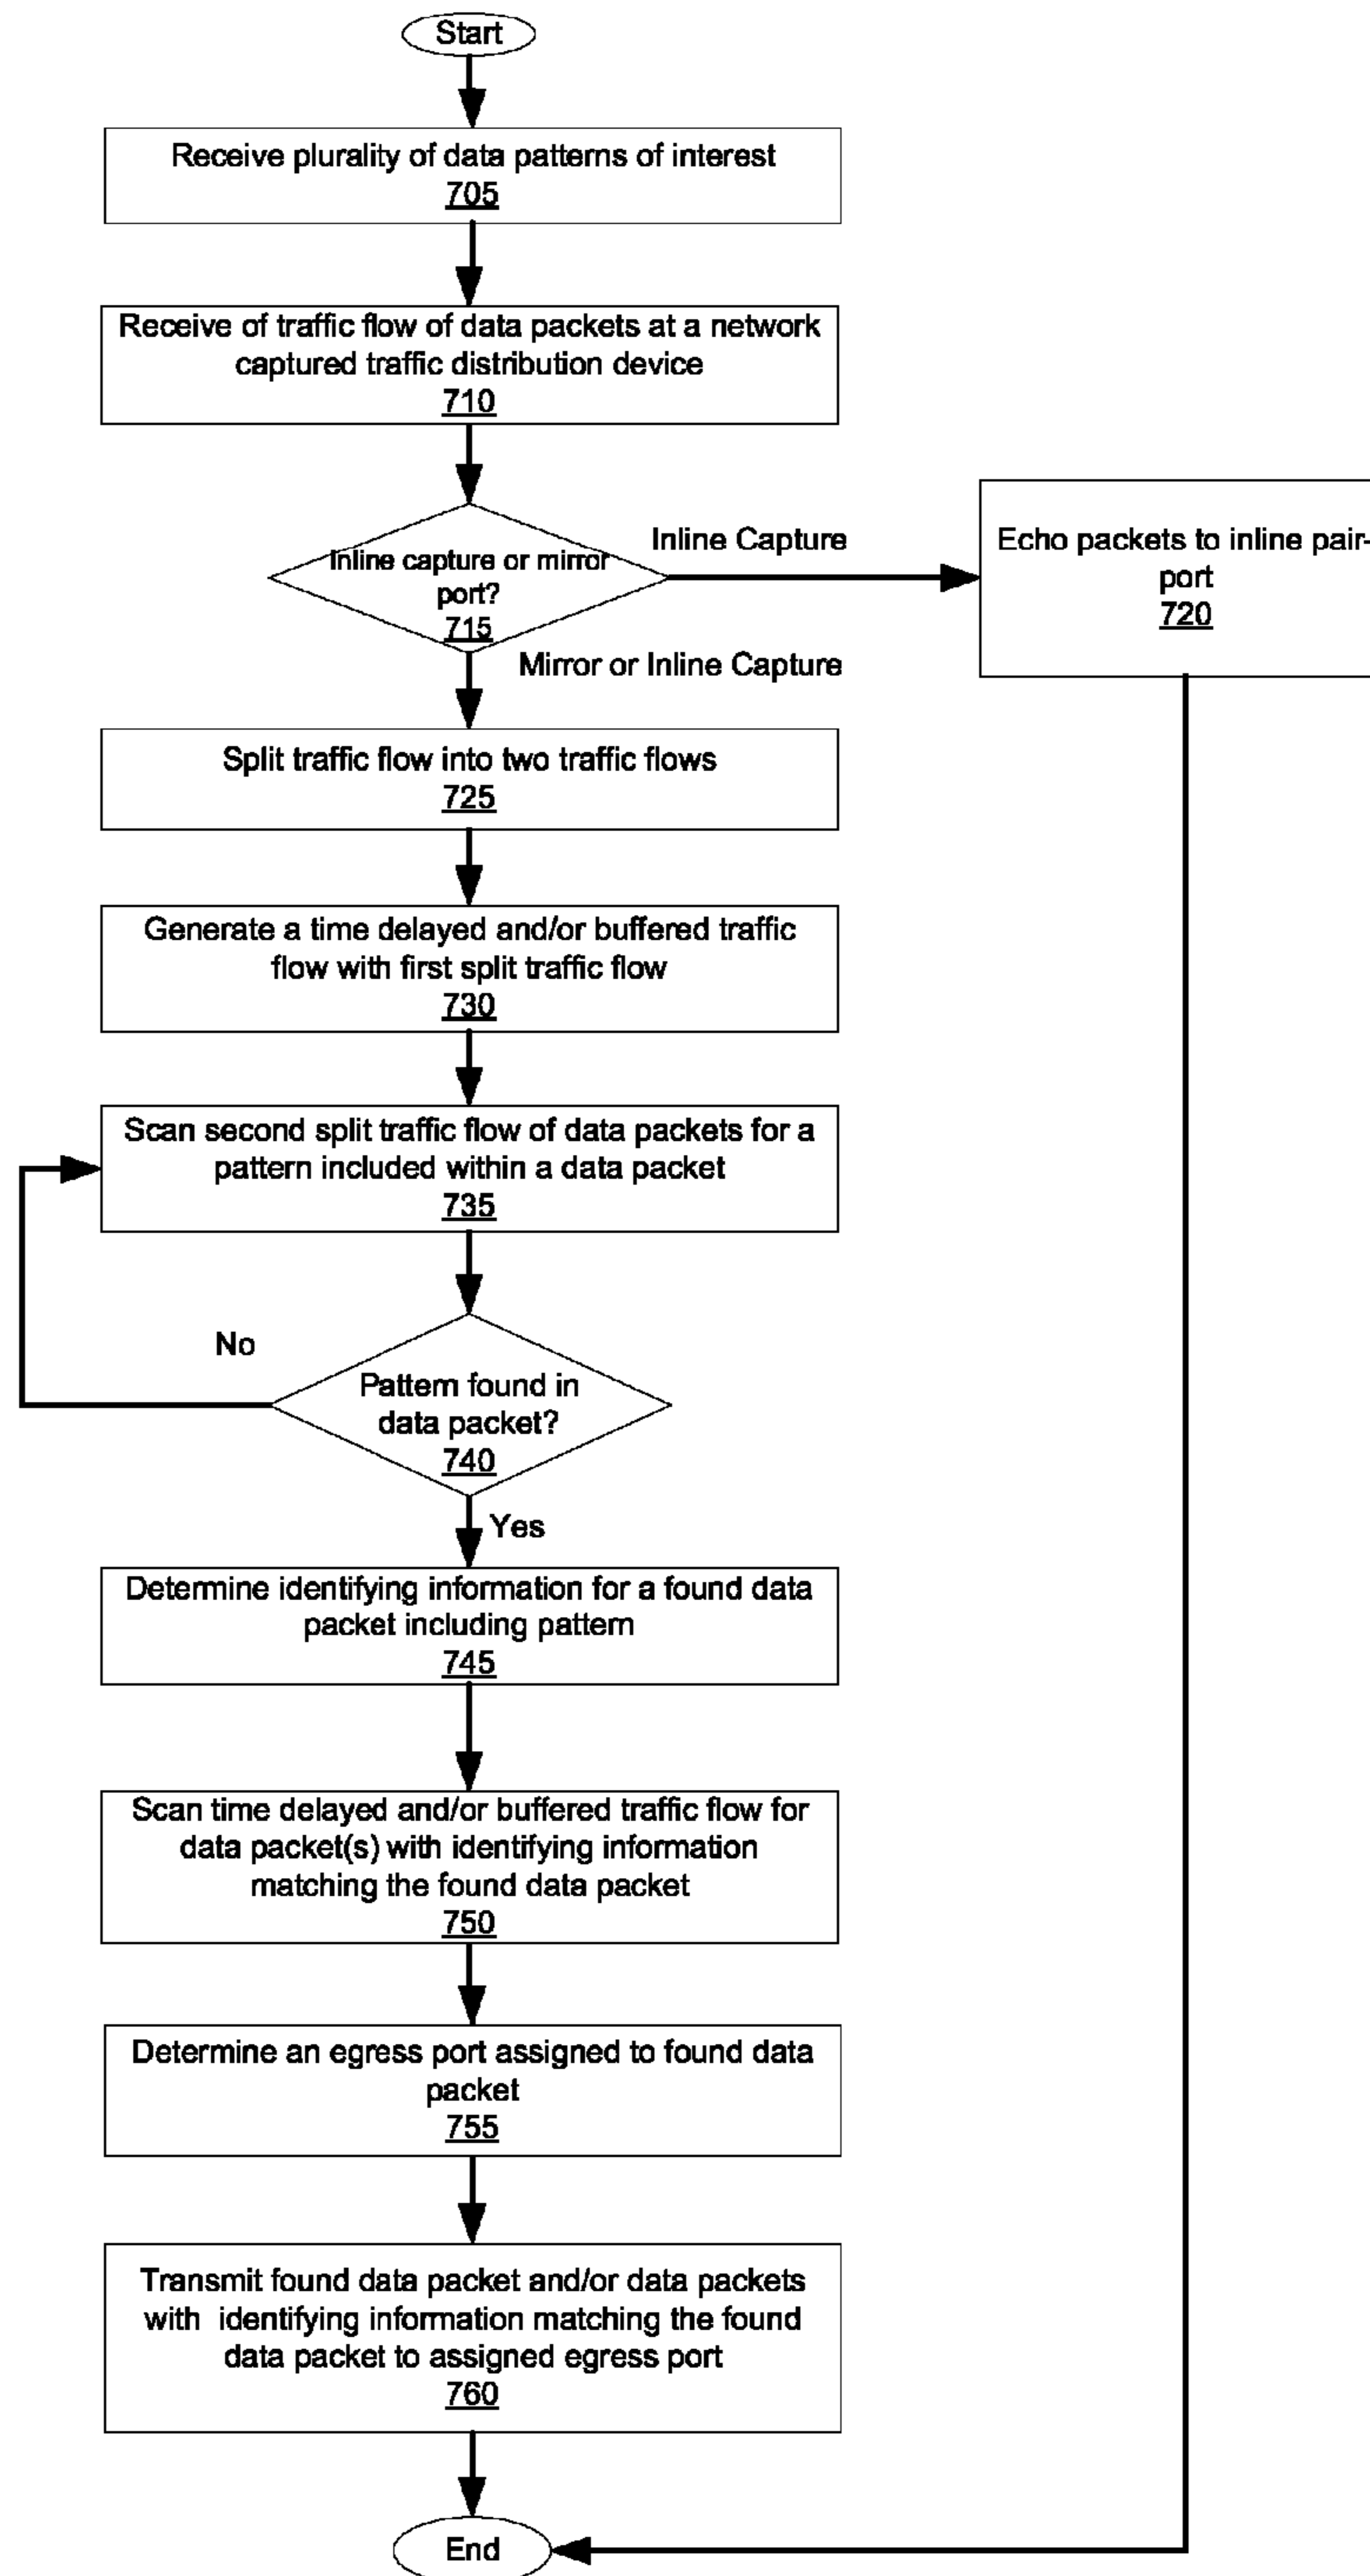 Start
Receive plurality of data patterns of interest
705
Receive of traffic flow of data packets at a network
captured traffic distribution device
710
Inline capture or mirror
port?
715
Inline Capture
Echo packets to inline pair-
port
720
Mirror or Inline Capture
Split traffic flow into two traffic flows
725
Generate a time delayed and/or buffered traffic
flow with first split traffic flow
730
Scan second split traffic flow of data packets for a
pattern included within a data packet
735
No
Pattern found in
data packet?
740
Yes
Determine identifying information for a found data
packet including pattern
745
Scan time delayed and/or buffered traffic flow for
data packet(s) with identifying information
matching the found data packet
750
Determine an egress port assigned to found data
packet
755
Transmit found data packet and/or data packets
with identifying information matching the found
data packet to assigned egress port
760
End